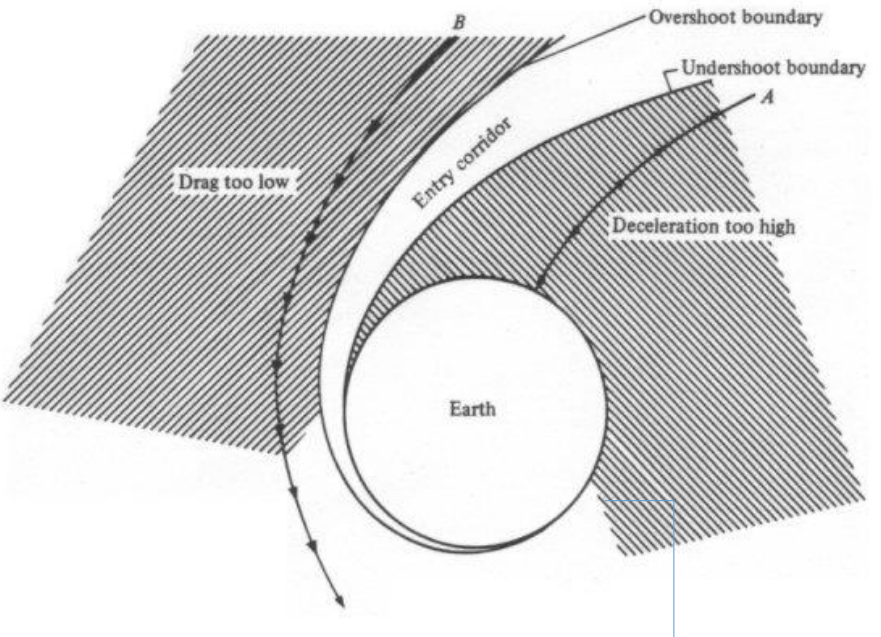 B
Overshoot boundary
Undershoot boundary
A
Entry corridor
Drag too low
Deceleration too high
Earth